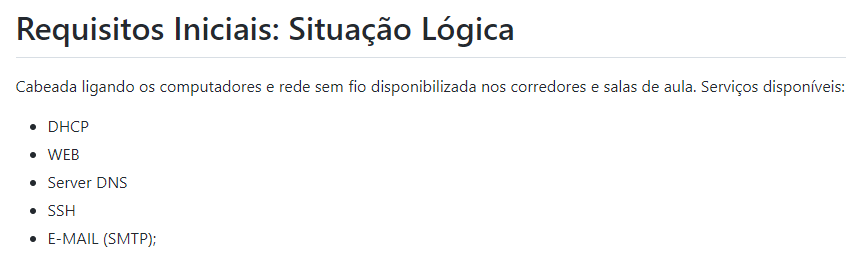 Requisitos Iniciais: Situação Lógica
Cabeada ligando os computadores e rede sem fio disponibilizada nos corredores e salas de aula. Serviços disponíveis:
• DHCP
• WEB
• Server DNS
• SSH
• E-MAIL (SMTP);